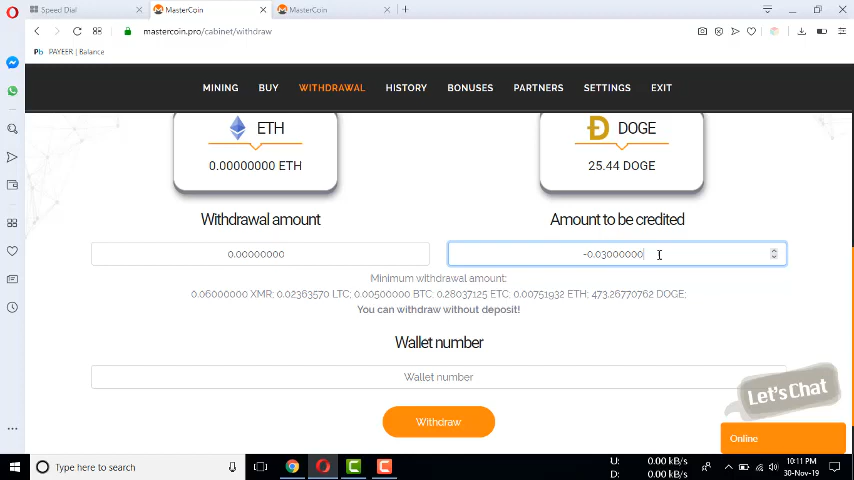 Speed Dial
MasterCoin
MasterCoin
mastercoin.pro/cabinet/withdraw
Pb PAYEER | Balance
MINING BUY WITHDRAWAL HISTORY BONUSES PARTNERS SETTINGS EXIT
ETH
0.00000000 ETH
DOGE
25.44 DOGE
Withdrawal amount
Amount to be credited
0.00000000
-0.03000000
Minimum withdrawal amount:
0.06000000 XMR; 0.02363570 LTC; 0.00500000 BTC; 0.28037125 ETC; 0.00751932 ETH; 473.26770762 DOGE;
You can withdraw without deposit!
Wallet number
Wallet number
Withdraw
Let's Chat
Online
Type here to search
U: 0.00 kB/s
D: 0.00 kB/s
10:11 PM
30-Nov-19